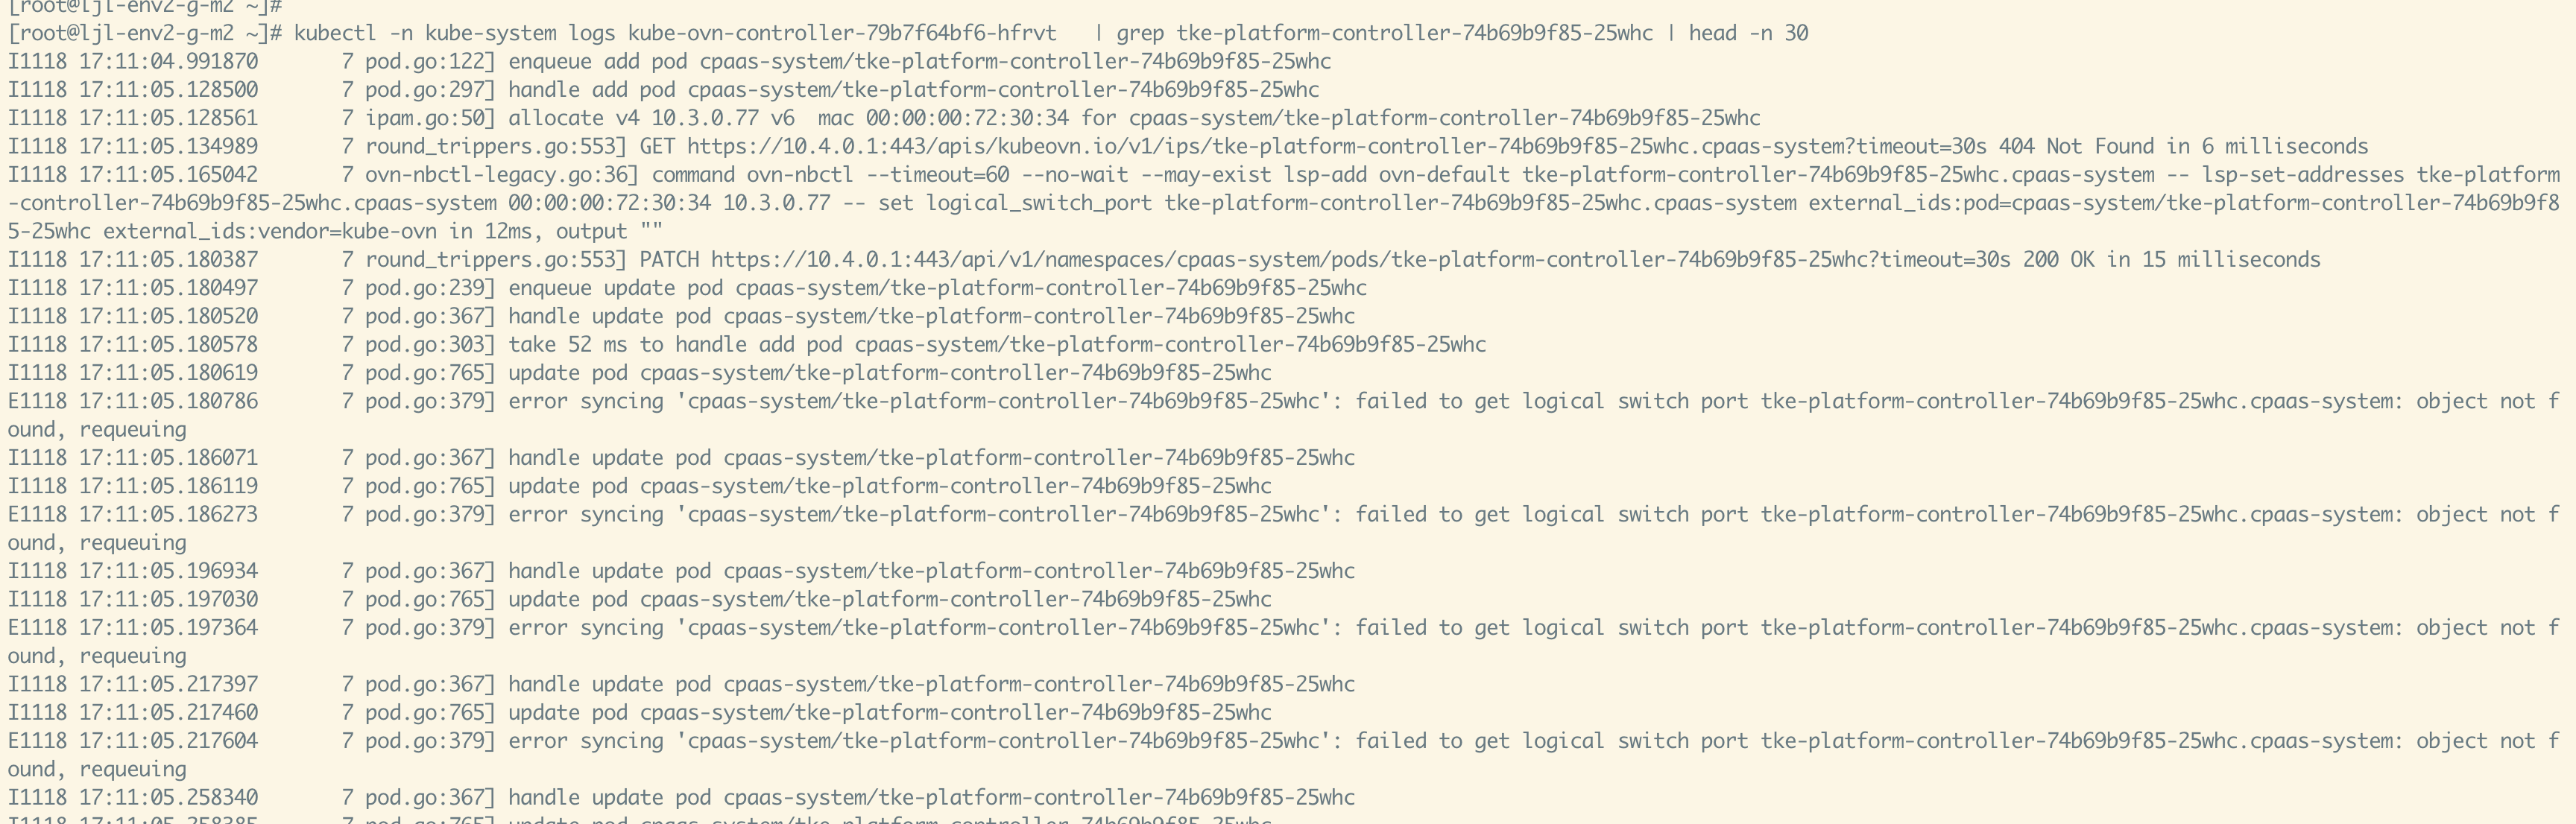 [root@ljl-env2-g-m2 ~]#
[root@ljl-env2-g-m2 ~]# kubectl -n kube-system logs kube-ovn-controller-79b7f64bf6-hfrvt   | grep tke-platform-controller-74b69b9f85-25whc | head -n 30
I1118 17:11:04.991870       7 pod.go:122] enqueue add pod cpaas-system/tke-platform-controller-74b69b9f85-25whc
I1118 17:11:05.128500       7 pod.go:297] handle add pod cpaas-system/tke-platform-controller-74b69b9f85-25whc
I1118 17:11:05.128561       7 ipam.go:50] allocate v4 10.3.0.77 v6  mac 00:00:00:72:30:34 for cpaas-system/tke-platform-controller-74b69b9f85-25whc
I1118 17:11:05.134989       7 round_trippers.go:553] GET https://10.4.0.1:443/apis/kubeovn.io/v1/ips/tke-platform-controller-74b69b9f85-25whc.cpaas-system?timeout=30s 404 Not Found in 6 milliseconds
I1118 17:11:05.165042       7 ovn-nbctl-legacy.go:36] command ovn-nbctl --timeout=60 --no-wait --may-exist lsp-add ovn-default tke-platform-controller-74b69b9f85-25whc.cpaas-system -- lsp-set-addresses tke-platform
-controller-74b69b9f85-25whc.cpaas-system 00:00:00:72:30:34 10.3.0.77 -- set logical_switch_port tke-platform-controller-74b69b9f85-25whc.cpaas-system external_ids:pod=cpaas-system/tke-platform-controller-74b69b9f8
5-25whc external_ids:vendor=kube-ovn in 12ms, output ""
I1118 17:11:05.180387       7 round_trippers.go:553] PATCH https://10.4.0.1:443/api/v1/namespaces/cpaas-system/pods/tke-platform-controller-74b69b9f85-25whc?timeout=30s 200 OK in 15 milliseconds
I1118 17:11:05.180497       7 pod.go:239] enqueue update pod cpaas-system/tke-platform-controller-74b69b9f85-25whc
I1118 17:11:05.180520       7 pod.go:367] handle update pod cpaas-system/tke-platform-controller-74b69b9f85-25whc
I1118 17:11:05.180578       7 pod.go:303] take 52 ms to handle add pod cpaas-system/tke-platform-controller-74b69b9f85-25whc
I1118 17:11:05.180619       7 pod.go:765] update pod cpaas-system/tke-platform-controller-74b69b9f85-25whc
E1118 17:11:05.180786       7 pod.go:379] error syncing 'cpaas-system/tke-platform-controller-74b69b9f85-25whc': failed to get logical switch port tke-platform-controller-74b69b9f85-25whc.cpaas-system: object not f
ound, requeuing
I1118 17:11:05.186071       7 pod.go:367] handle update pod cpaas-system/tke-platform-controller-74b69b9f85-25whc
I1118 17:11:05.186119       7 pod.go:765] update pod cpaas-system/tke-platform-controller-74b69b9f85-25whc
E1118 17:11:05.186273       7 pod.go:379] error syncing 'cpaas-system/tke-platform-controller-74b69b9f85-25whc': failed to get logical switch port tke-platform-controller-74b69b9f85-25whc.cpaas-system: object not f
ound, requeuing
I1118 17:11:05.196934       7 pod.go:367] handle update pod cpaas-system/tke-platform-controller-74b69b9f85-25whc
I1118 17:11:05.197030       7 pod.go:765] update pod cpaas-system/tke-platform-controller-74b69b9f85-25whc
E1118 17:11:05.197364       7 pod.go:379] error syncing 'cpaas-system/tke-platform-controller-74b69b9f85-25whc': failed to get logical switch port tke-platform-controller-74b69b9f85-25whc.cpaas-system: object not f
ound, requeuing
I1118 17:11:05.217397       7 pod.go:367] handle update pod cpaas-system/tke-platform-controller-74b69b9f85-25whc
I1118 17:11:05.217460       7 pod.go:765] update pod cpaas-system/tke-platform-controller-74b69b9f85-25whc
E1118 17:11:05.217604       7 pod.go:379] error syncing 'cpaas-system/tke-platform-controller-74b69b9f85-25whc': failed to get logical switch port tke-platform-controller-74b69b9f85-25whc.cpaas-system: object not f
ound, requeuing
I1118 17:11:05.258340       7 pod.go:367] handle update pod cpaas-system/tke-platform-controller-74b69b9f85-25whc
I1118 17:11:05.258385       7 pod.go:765] update pod cpaas-system/tke-platform-controller-74b69b9f85-25whc